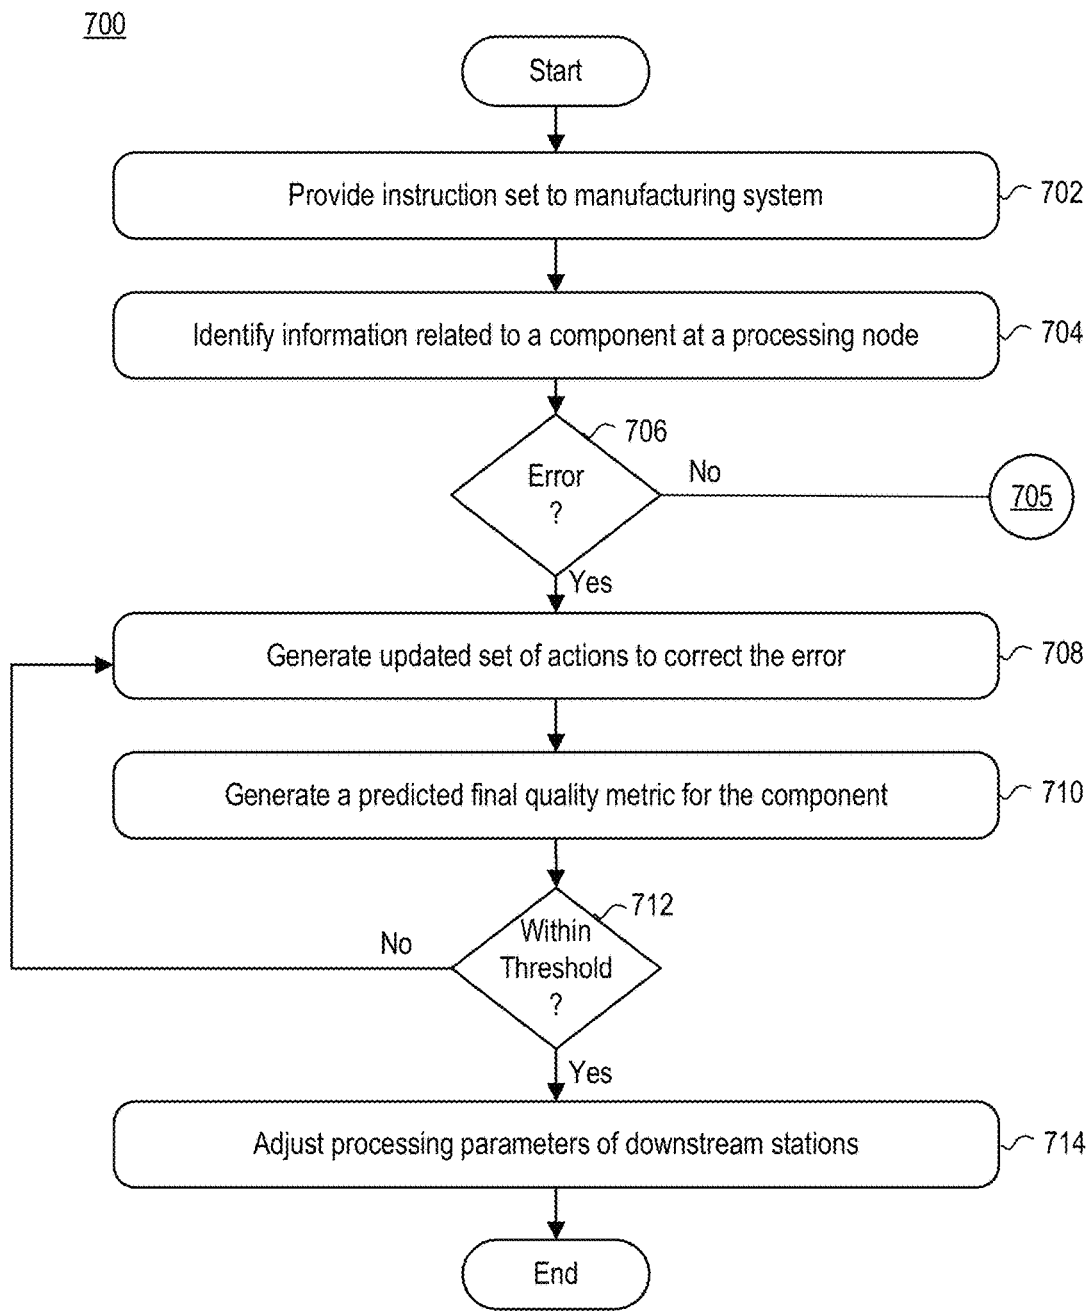 700
Start
Provide instruction set to manufacturing system
702
Identify information related to a component at a processing node
704
706
Error
?
No
705
Yes
Generate updated set of actions to correct the error
708
Generate a predicted final quality metric for the component
710
712
Within
Threshold
?
No
Yes
Adjust processing parameters of downstream stations
714
End